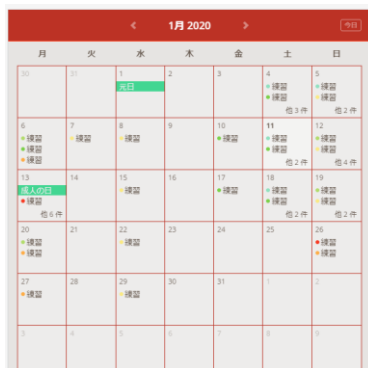 1月 2020
今日
月 火 水 木 金 土 日
30 31 1 2 3 4 5
元日 練習 練習
練習 練習
他 3 件 他 2 件
6 7 8 9 10 11 12
練習 練習 練習 練習 練習 練習
練習 練習 練習
練習 他 2 件 他 4 件
13 14 15 16 17 18 19
成人の日 練習 練習 練習 練習
練習 練習 練習
他 6 件 他 2 件 他 2 件
20 21 22 23 24 25 26
練習 練習 練習
練習 練習
27 28 29 30 31 1 2
練習 練習
3 4 5 6 7 8 9